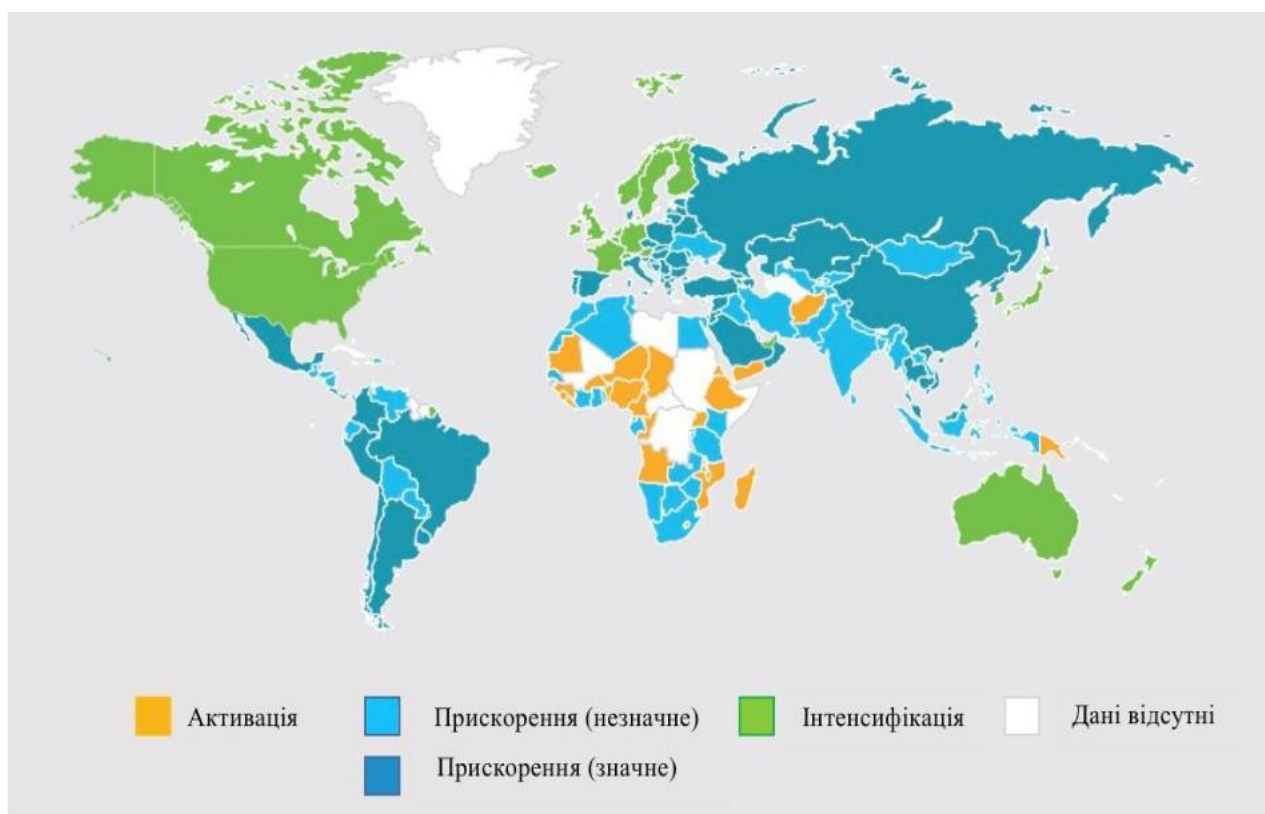 Активація
Прискорення (незначне)
Інтенсифікація
Дані відсутні
Прискорення (значне)